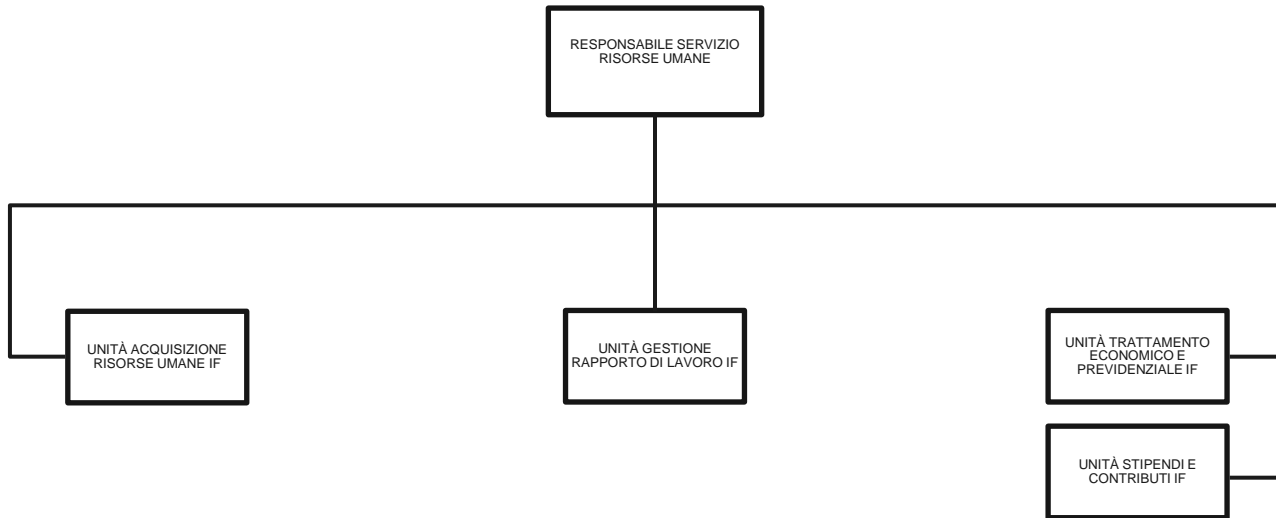 RESPONSABILE SERVIZIO
RISORSE UMANE
UNITÀ ACQUISIZIONE
RISORSE UMANE IF
UNITÀ GESTIONE
RAPPORTO DI LAVORO IF
UNITÀ TRATTAMENTO
ECONOMICO E
PREVIDENZIALE IF
UNITÀ STIPENDI E
CONTRIBUTI IF